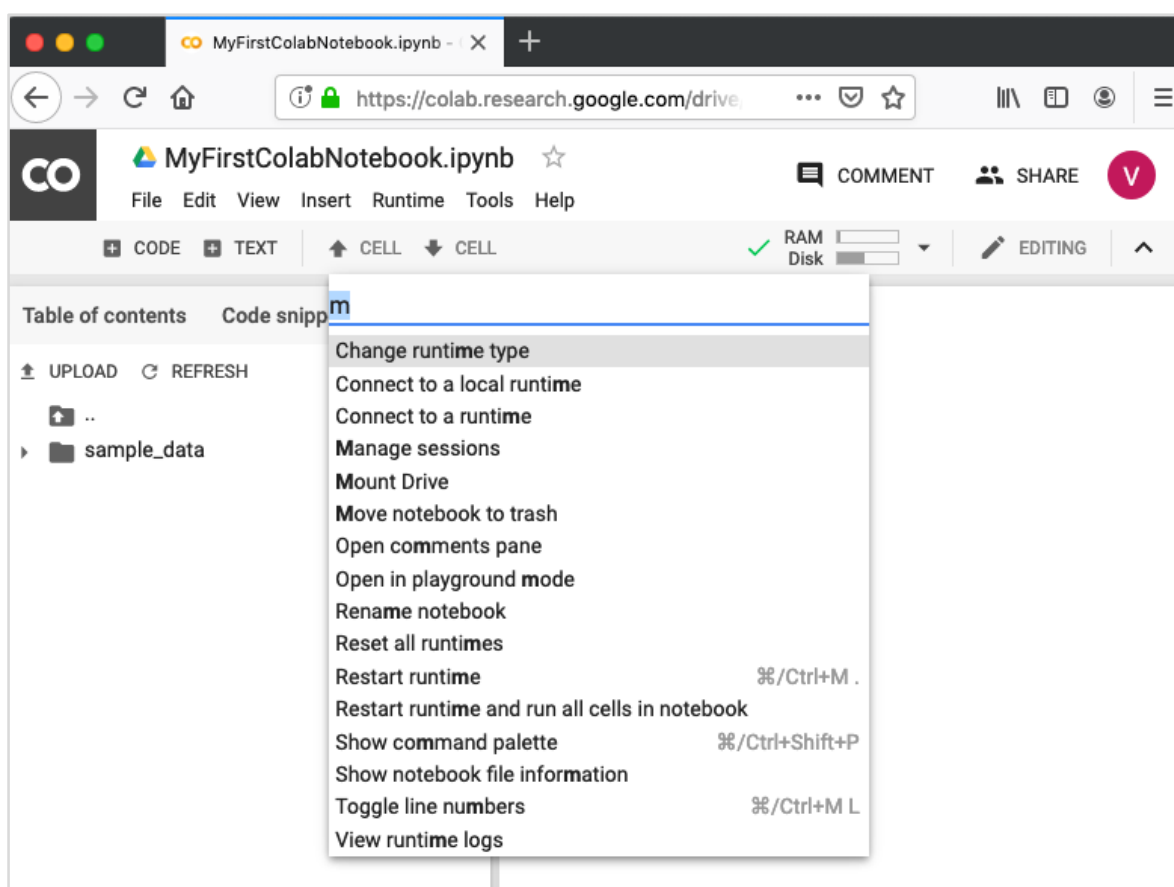 CO MyFirstColabNotebook.ipynb -
https://colab.research.google.com/drive
CO
MyFirstColabNotebook.ipynb
COMMENT SHARE V
File Edit View Insert Runtime Tools Help
CODE TEXT CELL CELL
RAM
Disk
EDITING
Table of contents Code snipp
m
UPLOAD REFRESH
..
sample_data
Change runtime type
Connect to a local runtime
Connect to a runtime
Manage sessions
Mount Drive
Move notebook to trash
Open comments pane
Open in playground mode
Rename notebook
Reset all runtimes
Restart runtime ⌘/Ctrl+M .
Restart runtime and run all cells in notebook
Show command palette ⌘/Ctrl+Shift+P
Show notebook file information
Toggle line numbers ⌘/Ctrl+M L
View runtime logs